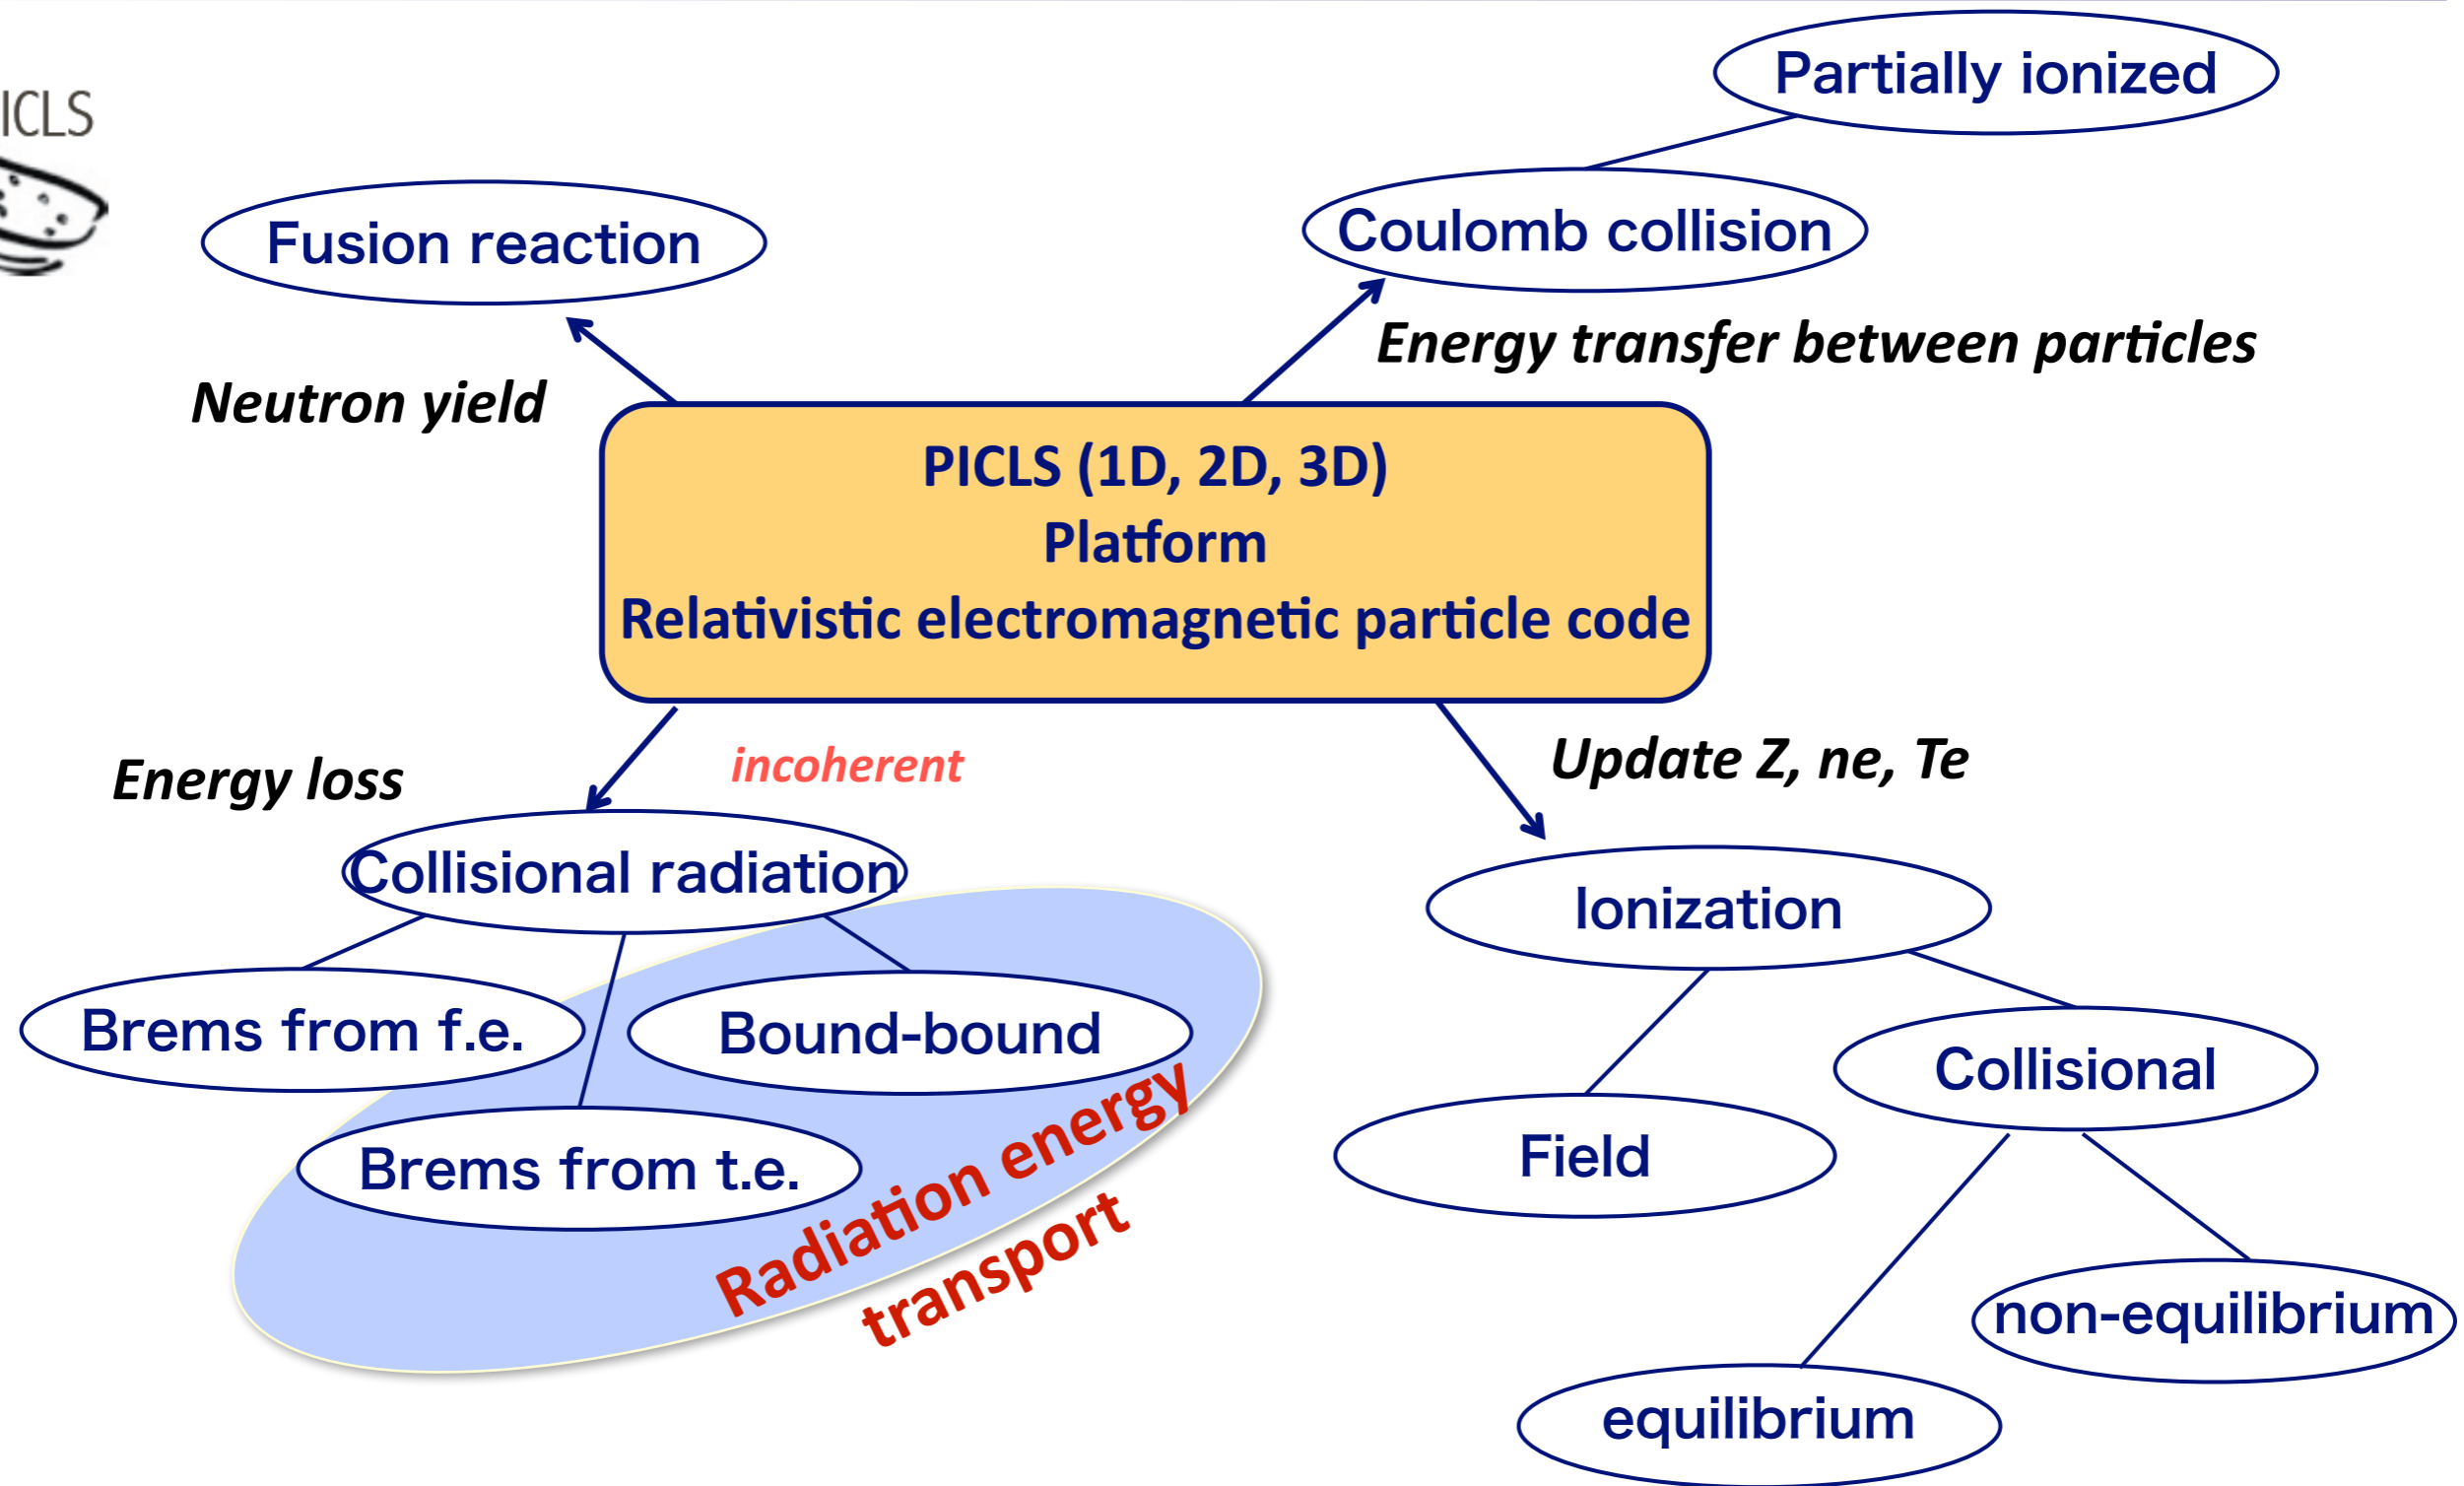 Partially ionized
ICLS
Fusion reaction
Coulomb collision
Energy transfer between particles
Neutron yield
PICLS (1D, 2D, 3D)
Platform
Relativistic electromagnetic particle code
Energy loss
incoherent
Update Z, ne, Te
Collisional radiation
Ionization
Brems from f.e.
Bound-bound
Collisional
Brems from t.e.
Field
Radiation energy
transport
non-equilibrium
equilibrium